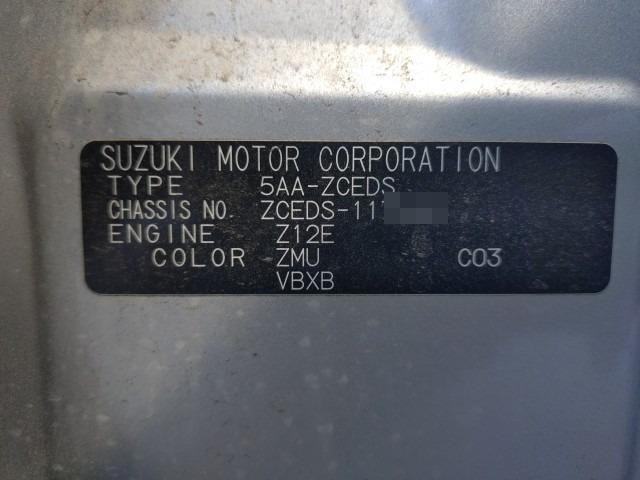 SUZUKI MOTOR CORPORATION
TYPE 5AA-ZCEDS
CHASSIS NO. ZCEDS-11
ENGINE Z12E
COLOR ZMU C03
VBXB